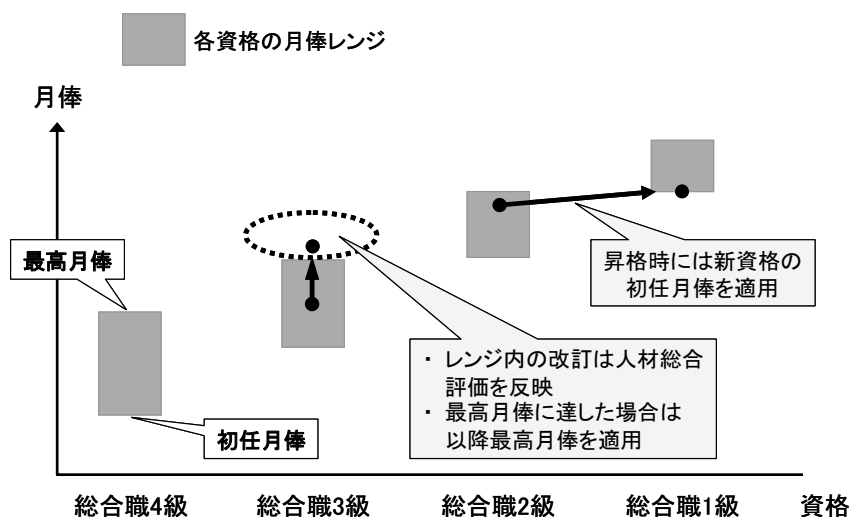 各資格の月俸レンジ
月俸
最高月俸
初任月俸
昇格時には新資格の
初任月俸を適用
・ レンジ内の改訂は人材総合
評価を反映
・ 最高月俸に達した場合は
以降最高月俸を適用
総合職4級 総合職3級 総合職2級 総合職1級 資格